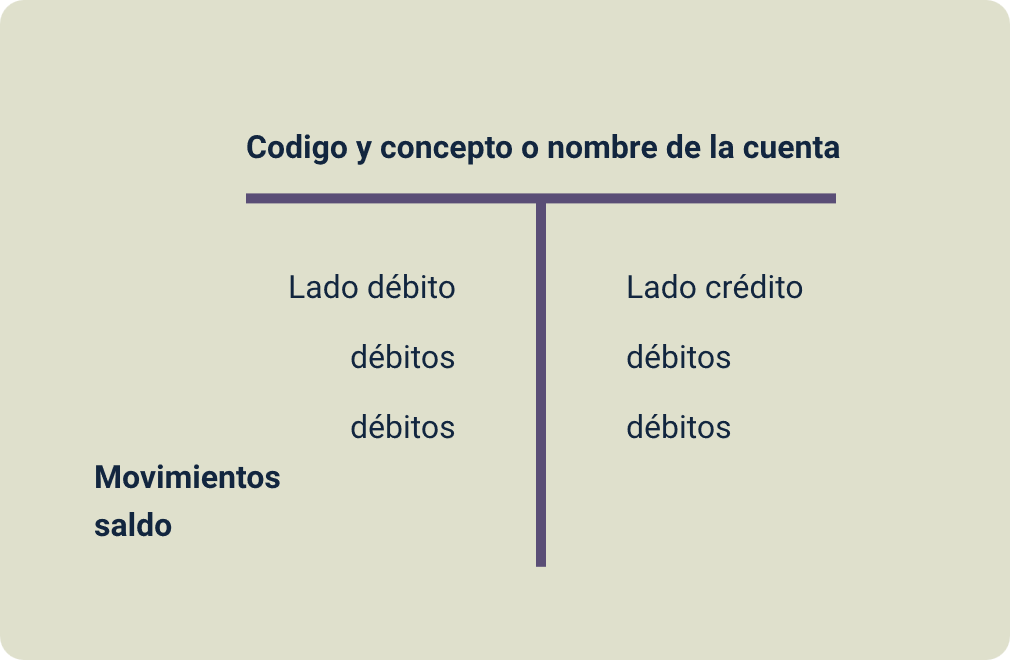 Codigo y concepto o nombre de la cuenta
Lado débito
Lado crédito
débitos
débitos
débitos
débitos
Movimientos
saldo